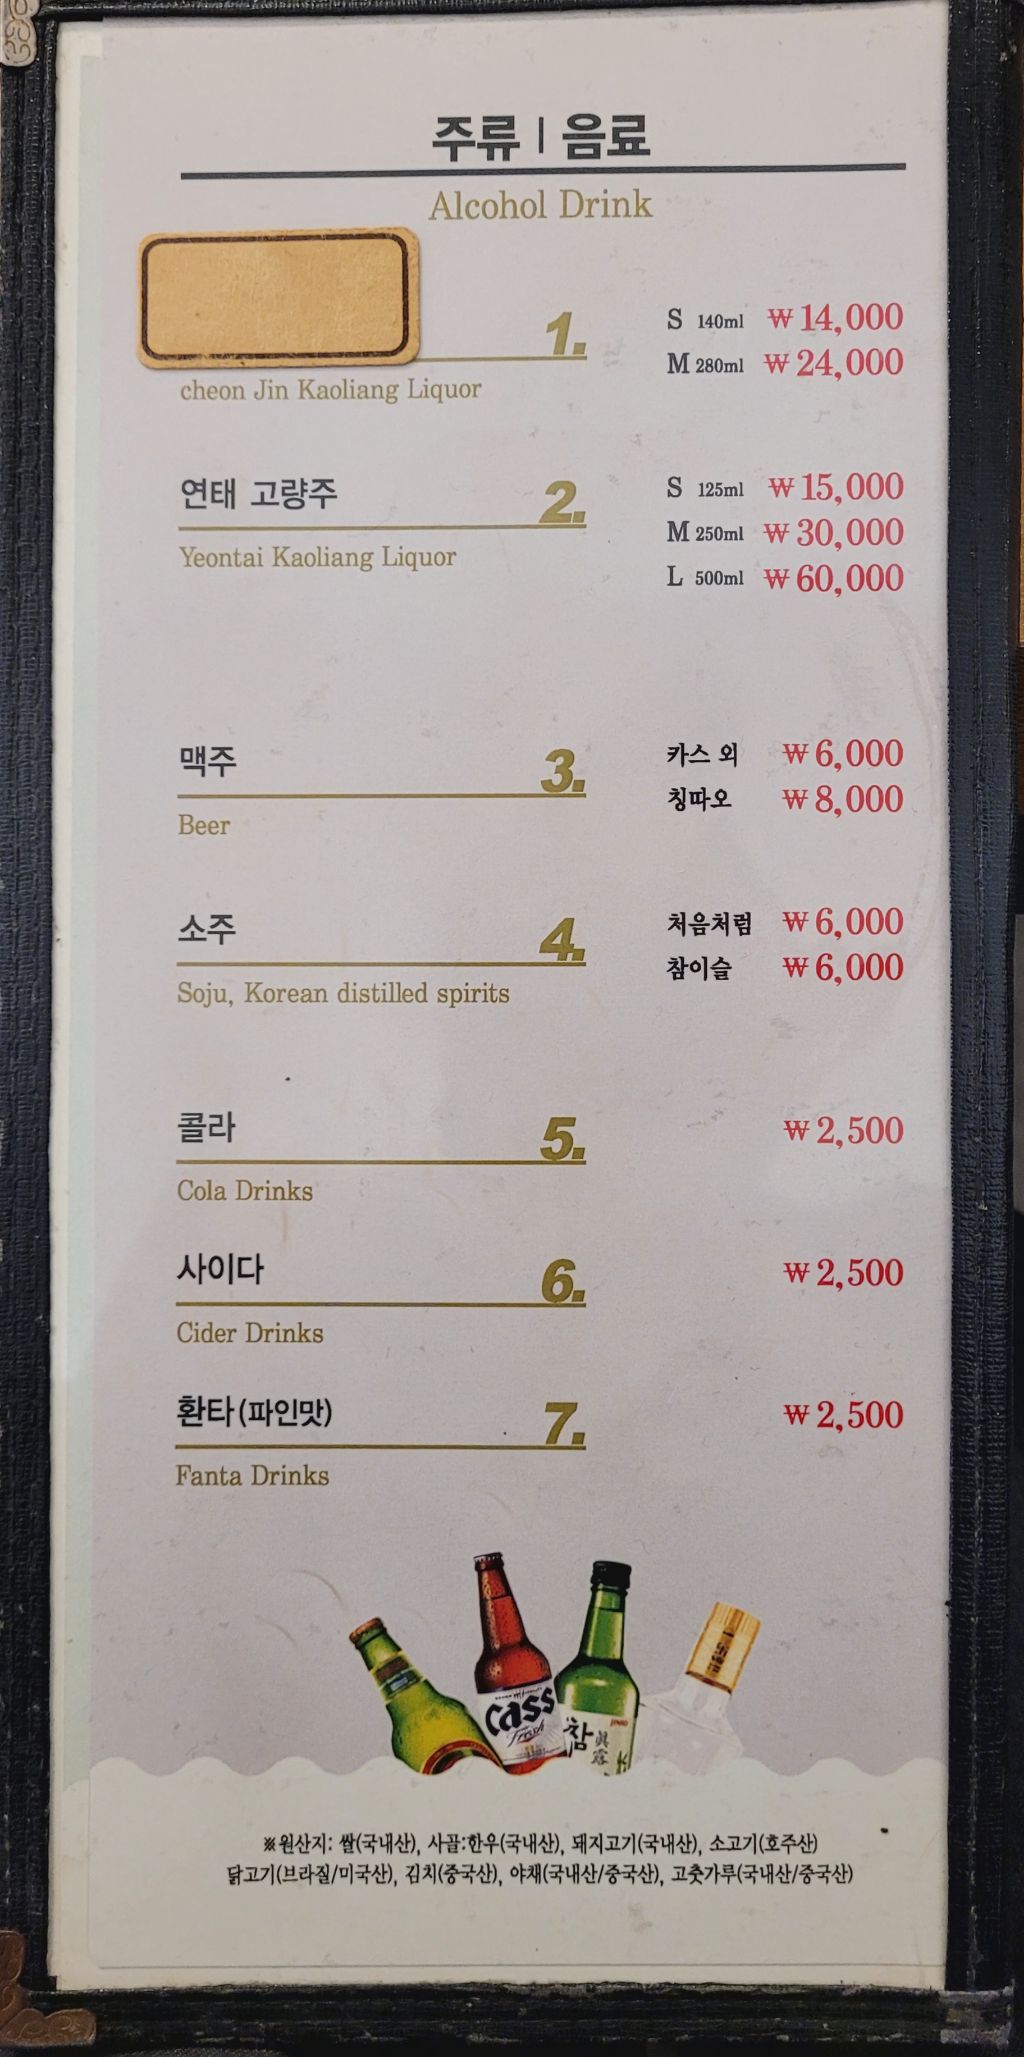 주류 | 음료
Alcohol Drink
1. S 140ml ₩14,000
M 280ml ₩24,000
cheon Jin Kaoliang Liquor
연태 고량주 2. S 125ml ₩15,000
M 250ml ₩30,000
Yeontai Kaoliang Liquor
L 500ml ₩60,000
맥주 3. 카스 외 ₩6,000
칭따오 ₩8,000
Beer
소주 4. 처음처럼 ₩6,000
참이슬 ₩6,000
Soju, Korean distilled spirits
콜라 5. ₩2,500
Cola Drinks
사이다 6. ₩2,500
Cider Drinks
환타(파인맛) 7. ₩2,500
Fanta Drinks
cass
Fresh
JINRO
참
眞露
※원산지: 쌀(국내산), 사골:한우(국내산), 돼지고기(국내산), 소고기(호주산)
닭고기(브라질/미국산), 김치(중국산), 야채(국내산/중국산), 고춧가루(국내산/중국산)